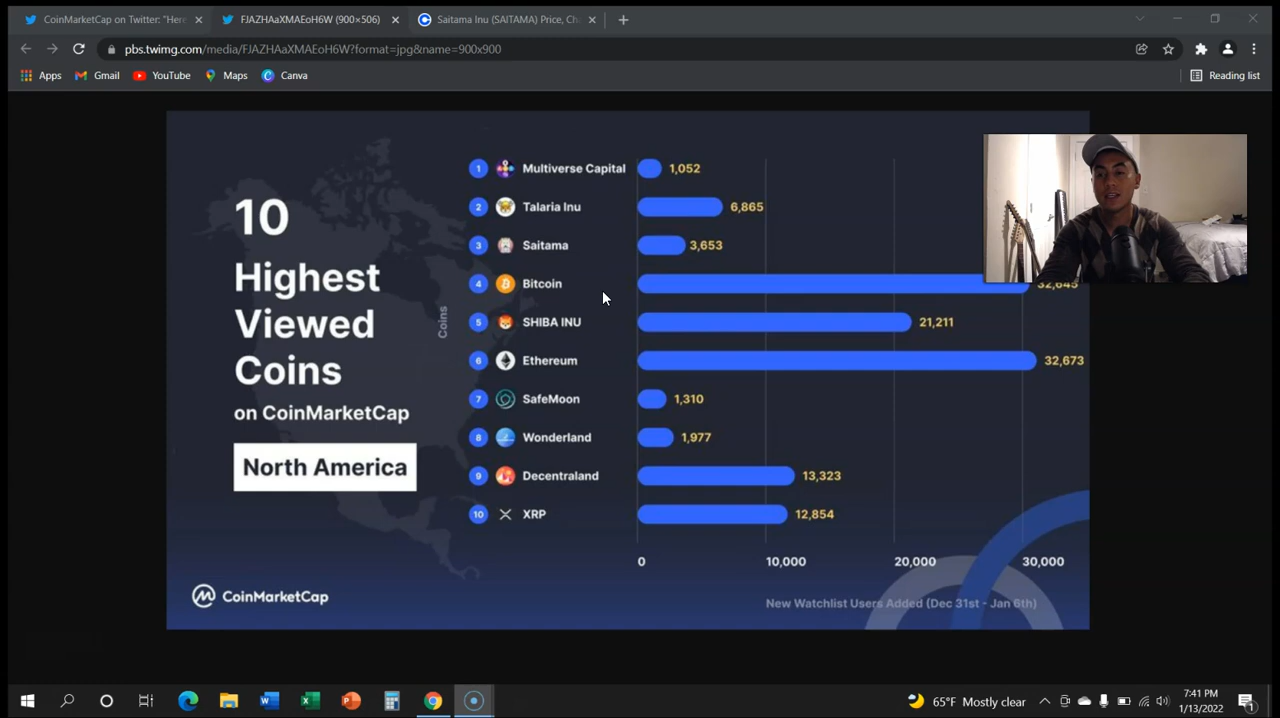 CoinMarketCap on Twitter: "Here
FJAZHAaXMAEoH6W (900×506)
Saitama Inu (SAITAMA) Price, Ch
pbs.twimg.com/media/FJAZHAaXMAEoH6W?format=jpg&name=900x900
Apps
Gmail
YouTube
Maps
Canva
Reading list
10
Highest
Viewed
Coins
on CoinMarketCap
North America
Coins
1 Multiverse Capital 1,052
2 Talaria Inu 6,865
3 Saitama 3,653
4 Bitcoin 32,645
5 SHIBA INU 21,211
6 Ethereum 32,673
7 SafeMoon 1,310
8 Wonderland 1,977
9 Decentraland 13,323
10 XRP 12,854
0 10,000 20,000 30,000
CoinMarketCap
New Watchlist Users Added (Dec 31st - Jan 6th)
65°F Mostly clear
7:41 PM
1/13/2022
1